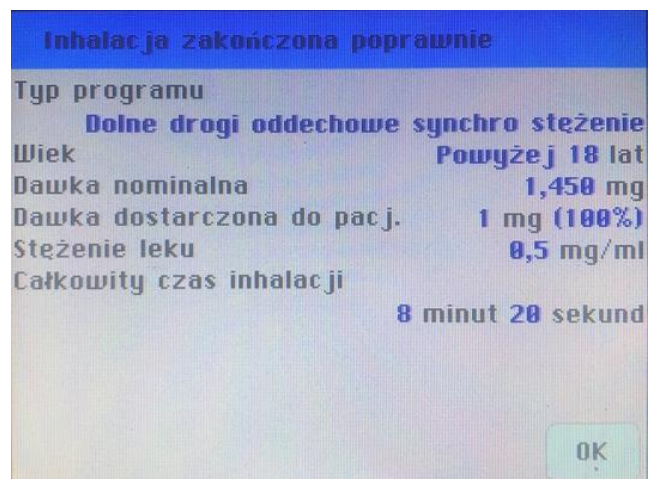 Inhalacja zakończona poprawnie
Typ programu
Dolne drogi oddechowe synchro stężenie
Wiek Powyżej 18 lat
Dawka nominalna 1,450 mg
Dawka dostarczona do pacj. 1 mg (100%)
Stężenie leku 0,5 mg/ml
Całkowity czas inhalacji
8 minut 20 sekund
OK